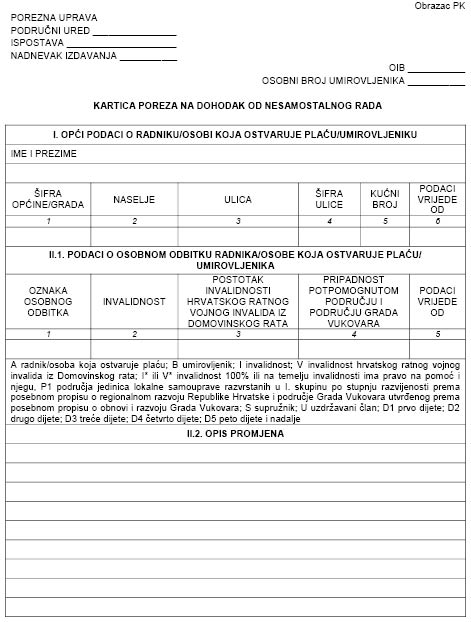 Obrazac PK
POREZNA UPRAVA
PODRUČNI URED ________________
ISPOSTAVA ________________
NADNEVAK IZDAVANJA ___________
OIB ___________
OSOBNI BROJ UMIROVLJENIKA ___________
KARTICA POREZA NA DOHODAK OD NESAMOSTALNOG RADA
I. OPĆI PODACI O RADNIKU/OSOBI KOJA OSTVARUJE PLAĆU/UMIROVLJENIKU
IME I PREZIME
ŠIFRA OPĆINE/GRADA NASELJE ULICA ŠIFRA ULICE KUĆNI BROJ PODACI VRIJEDE OD
1 2 3 4 5 6
II.1. PODACI O OSOBNOM ODBITKU RADNIKA/OSOBE KOJA OSTVARUJE PLAĆU/
UMIROVLJENIKA
OZNAKA OSOBNOG ODBITKA INVALIDNOST POSTOTAK INVALIDNOSTI HRVATSKOG RATNOG VOJNOG INVALIDA IZ DOMOVINSKOG RATA PRIPADNOST POTPOMOGNUTOM PODRUČJU I PODRUČJU GRADA VUKOVARA PODACI VRIJEDE OD
1 2 3 4 5
A radnik/osoba koja ostvaruje plaću; B umirovljenik; I invalidnost; V invalidnost hrvatskog ratnog vojnog
invalida iz Domovinskog rata; I* ili V* invalidnost 100% ili na temelju invalidnosti ima pravo na pomoć i
njegu, P1 područja jedinica lokalne samouprave razvrstanih u I. skupinu po stupnju razvijenosti prema
posebnom propisu o regionalnom razvoju Republike Hrvatske i područje Grada Vukovara utvrđenog prema
posebnom propisu o obnovi i razvoju Grada Vukovara; S supružnik; U uzdržavani član; D1 prvo dijete; D2
drugo dijete; D3 treće dijete; D4 četvrto dijete; D5 peto dijete i nadalje
II.2. OPIS PROMJENA